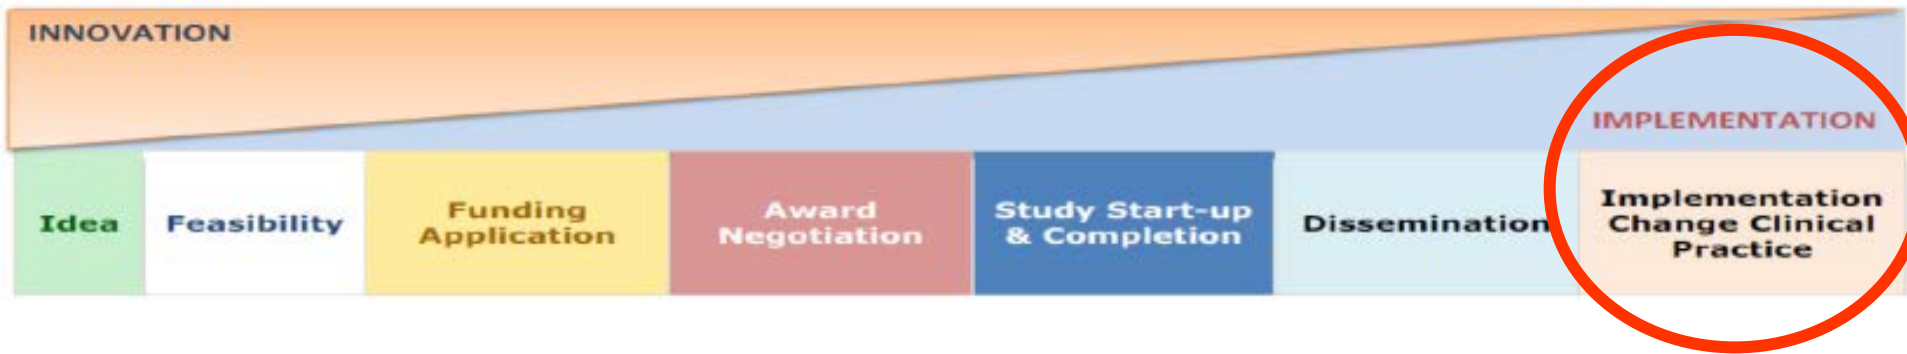 INNOVATION
IMPLEMENTATION
Idea
Feasibility
Funding
Application
Award
Negotiation
Study Start-up
& Completion
Dissemination
Implementation
Change Clinical
Practice